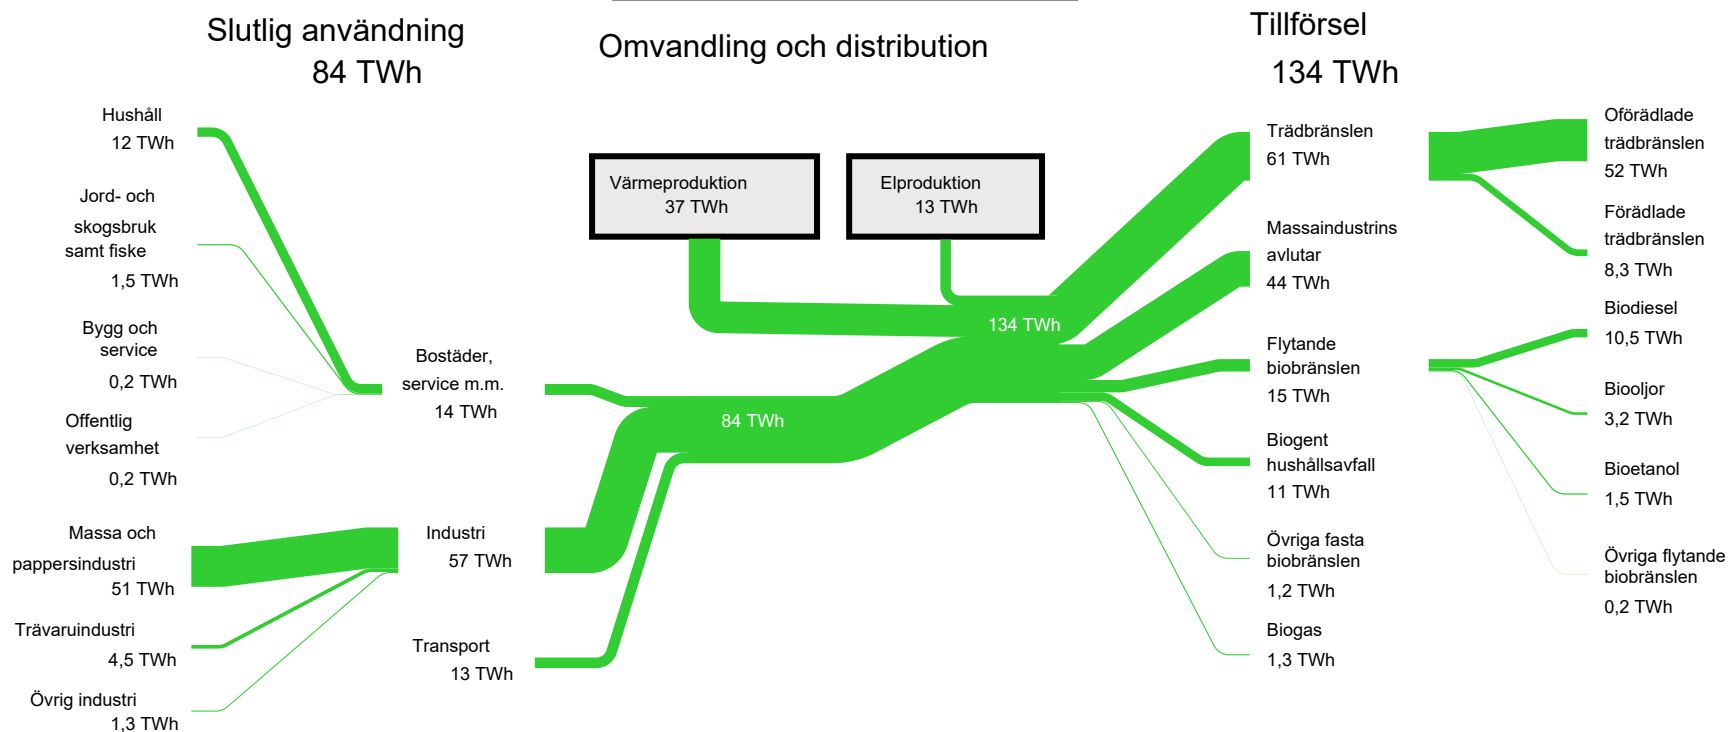 Slutlig användning
84 TWh
Omvandling och distribution
Tillförsel
134 TWh
Hushåll
12 TWh
Jord- och
skogsbruk
samt fiske
1,5 TWh
Bygg och
service
0,2 TWh
Offentlig
verksamhet
0,2 TWh
Massa och
pappersindustri
51 TWh
Trävaruindustri
4,5 TWh
Övrig industri
1,3 TWh
Bostäder,
service m.m.
14 TWh
Industri
57 TWh
Transport
13 TWh
Värmeproduktion
37 TWh
Elproduktion
13 TWh
84 TWh
134 TWh
Trädbränslen
61 TWh
Massaindustrins
avlutar
44 TWh
Flytande
biobränslen
15 TWh
Biogent
hushållsavfall
11 TWh
Övriga fasta
biobränslen
1,2 TWh
Biogas
1,3 TWh
Oförädlade
trädbränslen
52 TWh
Förädlade
trädbränslen
8,3 TWh
Biodiesel
10,5 TWh
Biooljor
3,2 TWh
Bioetanol
1,5 TWh
Övriga flytande
biobränslen
0,2 TWh